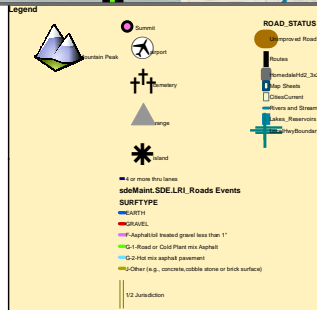 Legend
Mountain Peak
Summit
airport
cemetery
range
island
4 or more thru lanes
sdeMaint.SDE.LRI_Roads Events
SURFTYPE
EARTH
GRAVEL
F-Asphalt/oil treated gravel less than 1"
G-1-Road or Cold Plant mix Asphalt
G-2-Hot mix asphalt pavement
J-Other (e.g., concrete,cobble stone or brick surface)
1/2 Jurisdiction
ROAD_STATUS
Unimproved Road
Routes
HomedaleHd2_3x2
Map Sheets
CitiesCurrent
Rivers and Stream
Lakes_Reservoirs
LocalHwyBoundar